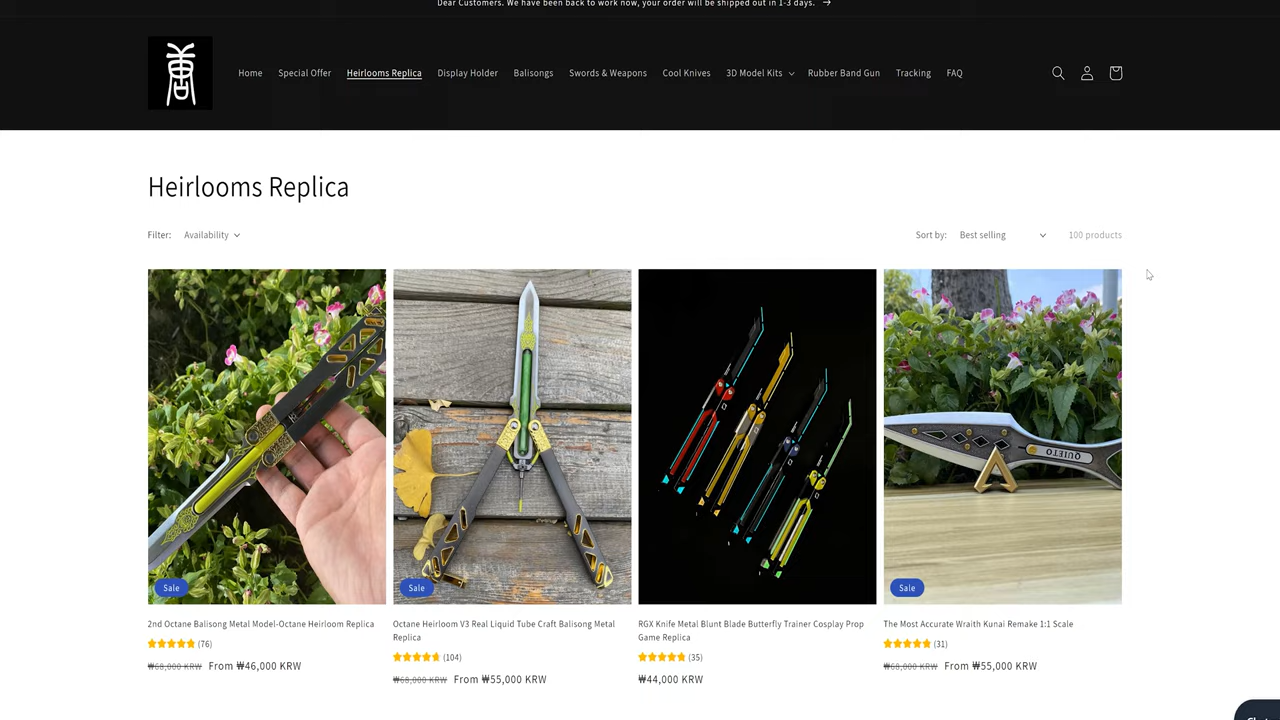 Dear Customers. We have been back to work now, your order will be shipped out in 1-3 days. →
Home Special Offer Heirlooms Replica Display Holder Balisongs Swords & Weapons Cool Knives 3D Model Kits Rubber Band Gun Tracking FAQ
Heirlooms Replica
Filter: Availability Sort by: Best selling 100 products
QUIETO
Sale
Sale
Sale
2nd Octane Balisong Metal Model-Octane Heirloom Replica
(76)
₩68,000 KRW From ₩46,000 KRW
Octane Heirloom V3 Real Liquid Tube Craft Balisong Metal
Replica
(104)
₩68,000 KRW From ₩55,000 KRW
RGX Knife Metal Blunt Blade Butterfly Trainer Cosplay Prop
Game Replica
(35)
₩44,000 KRW
The Most Accurate Wraith Kunai Remake 1:1 Scale
(31)
₩68,000 KRW From ₩55,000 KRW